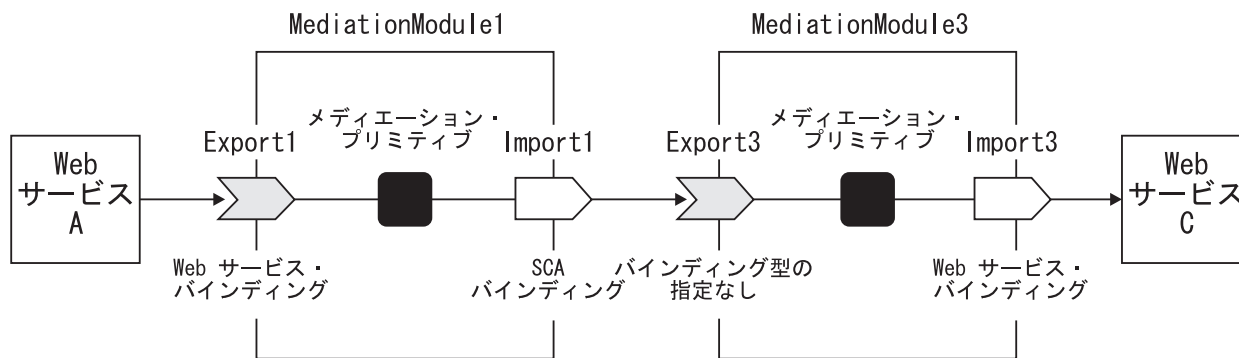 MediationModule1
MediationModule3
メディエーション・
プリミティブ
メディエーション・
プリミティブ
Export1
Import1
Export3
Import3
Web
サービス
A
Web
サービス
C
Web サービス・
バインディング
SCA
バインディング
バインディング型の
指定なし
Web サービス・
バインディング